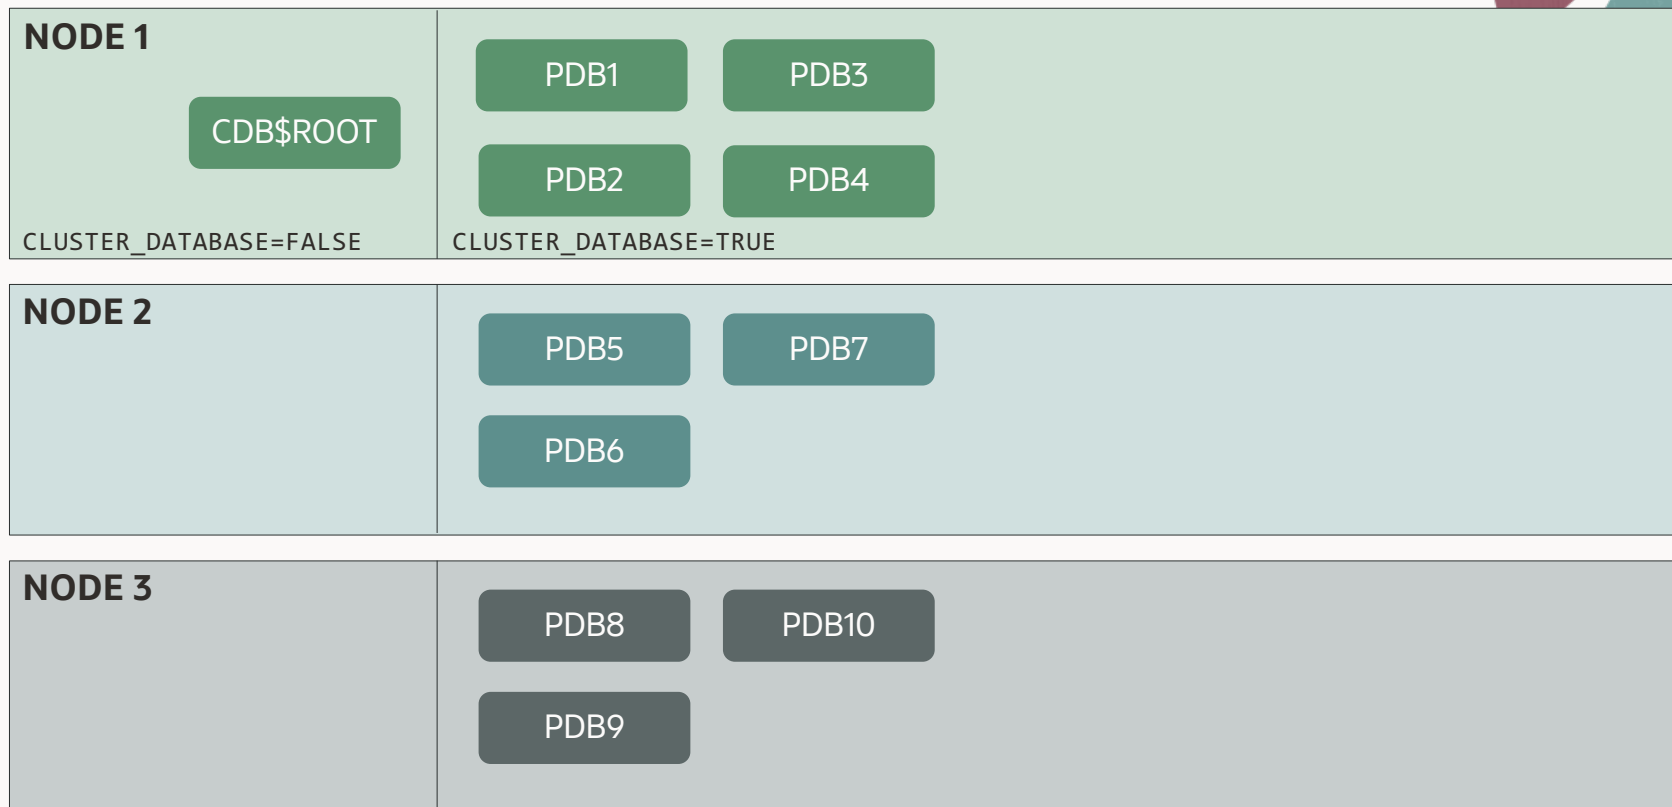 NODE 1
CDB$ROOT
CLUSTER_DATABASE=FALSE
PDB1
PDB3
PDB2
PDB4
CLUSTER_DATABASE=TRUE
NODE 2
PDB5
PDB7
PDB6
NODE 3
PDB8
PDB10
PDB9